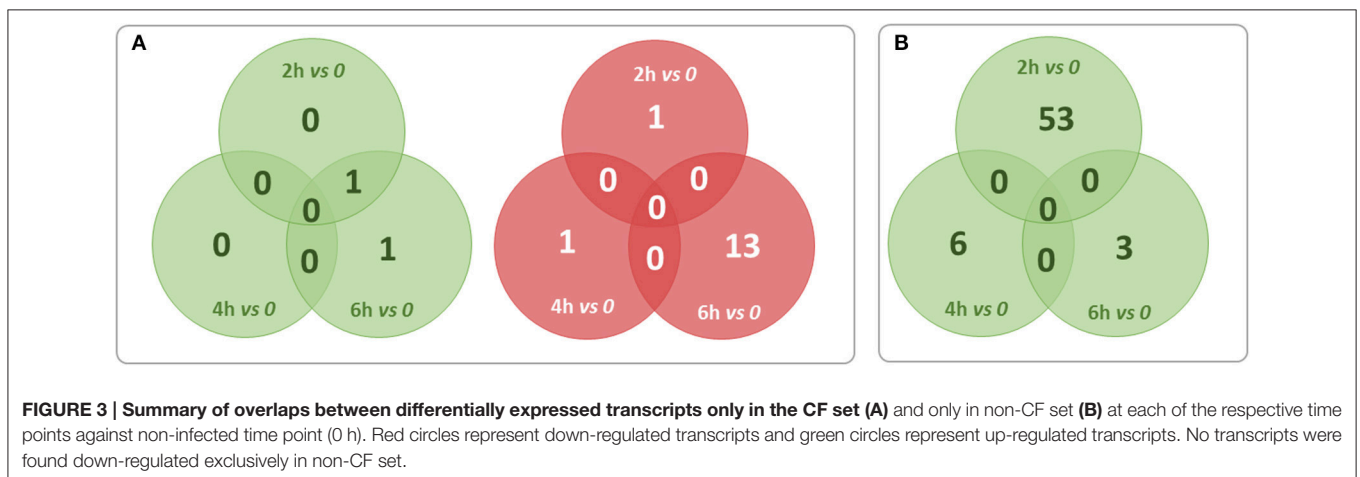 A
2h vs 0
0
0
1
0
0
0
1
4h vs 0
6h vs 0
2h vs 0
1
0
0
0
1
0
13
4h vs 0
6h vs 0
B
2h vs 0
53
0
0
0
6
0
3
4h vs 0
6h vs 0
FIGURE 3 | Summary of overlaps between differentially expressed transcripts only in the CF set (A) and only in non-CF set (B) at each of the respective time
points against non-infected time point (0 h). Red circles represent down-regulated transcripts and green circles represent up-regulated transcripts. No transcripts were
found down-regulated exclusively in non-CF set.